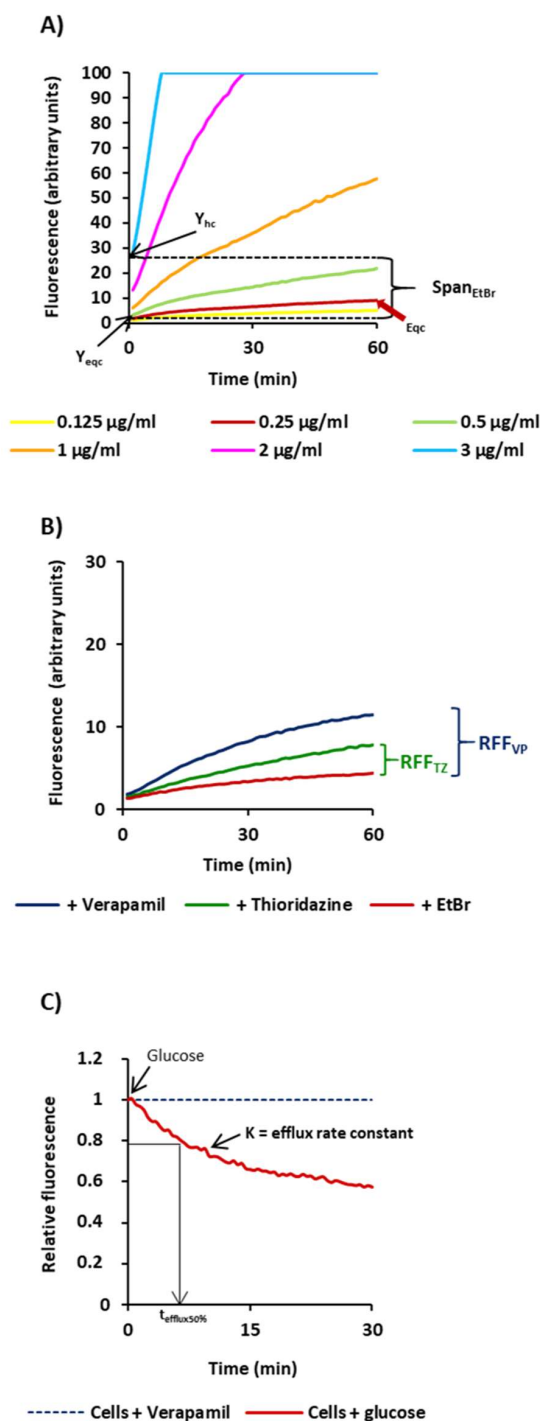 A)
Fluorescence (arbitrary units)
100
90
80
70
60
50
40
30
20
10
0
Yhc
Yeqc
SpanEtBr
Eqc
0 30 60
Time (min)
0.125 µg/ml 0.25 µg/ml 0.5 µg/ml
1 µg/ml 2 µg/ml 3 µg/ml
B)
Fluorescence (arbitrary units)
30
20
10
0
RFFVP
RFFTZ
0 30 60
Time (min)
+ Verapamil + Thioridazine + EtBr
C)
Relative fluorescence
1.2
1
0.8
0.6
0.4
0.2
0
Glucose
K = efflux rate constant
tefflux50%
0 15 30
Time (min)
Cells + Verapamil Cells + glucose